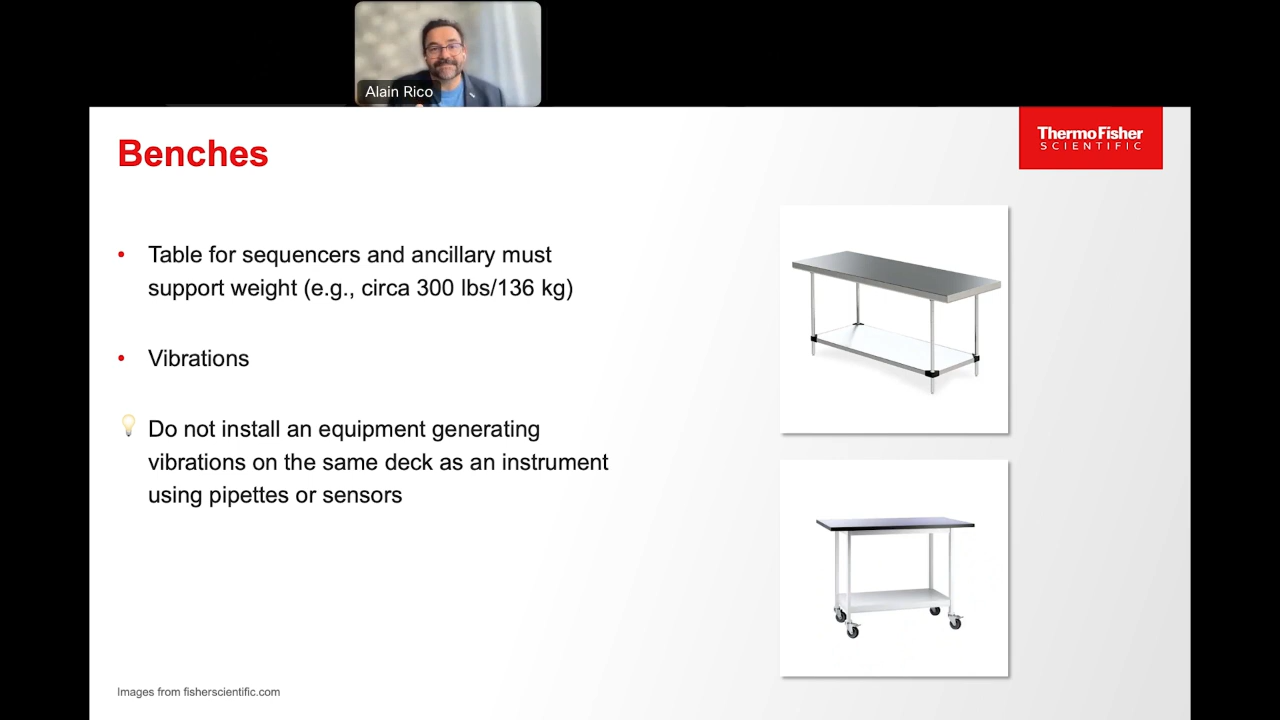 Alain Rico
Benches
ThermoFisher
SCIENTIFIC
• Table for sequencers and ancillary must
support weight (e.g., circa 300 lbs/136 kg)
• Vibrations
💡 Do not install an equipment generating
vibrations on the same deck as an instrument
using pipettes or sensors
Images from fisherscientific.com